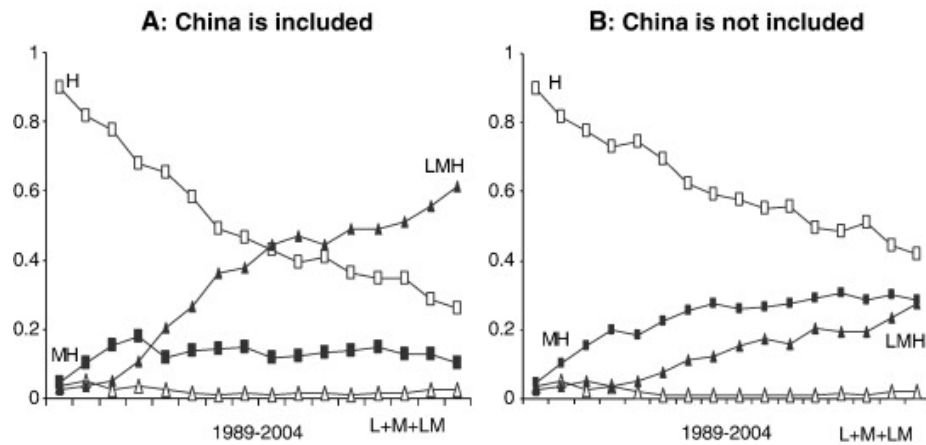 A: China is included
B: China is not included
1
H
0.8
LMH
0.6
0.4
0.2
MH
0
1989-2004
L+M+LM
1
H
0.8
0.6
0.4
0.2
MH
LMH
0
1989-2004
L+M+LM